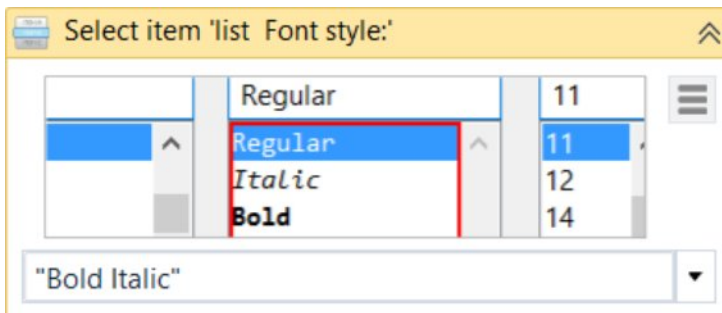 Select item 'list  Font style:'
Regular 11
Regular 11
Italic 12
Bold 14
"Bold Italic"